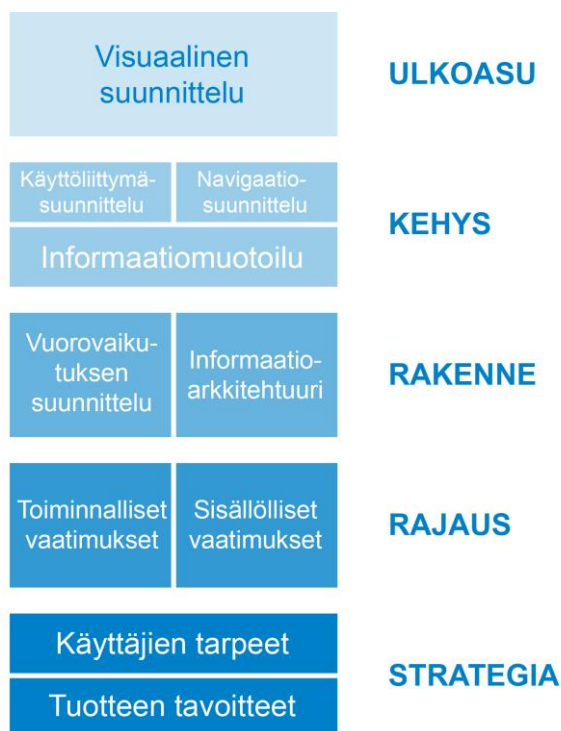 Visuaalinen
suunnittelu
ULKOASU
Käyttöliittymä-
suunnittelu
Navigaatio-
suunnittelu
Informaatiomuotoilu
KEHYS
Vuorovaiku-
tuksen
suunnittelu
Informaatio-
arkkitehtuuri
RAKENNE
Toiminnalliset
vaatimukset
Sisällölliset
vaatimukset
RAJAUS
Käyttäjien tarpeet
Tuotteen tavoitteet
STRATEGIA